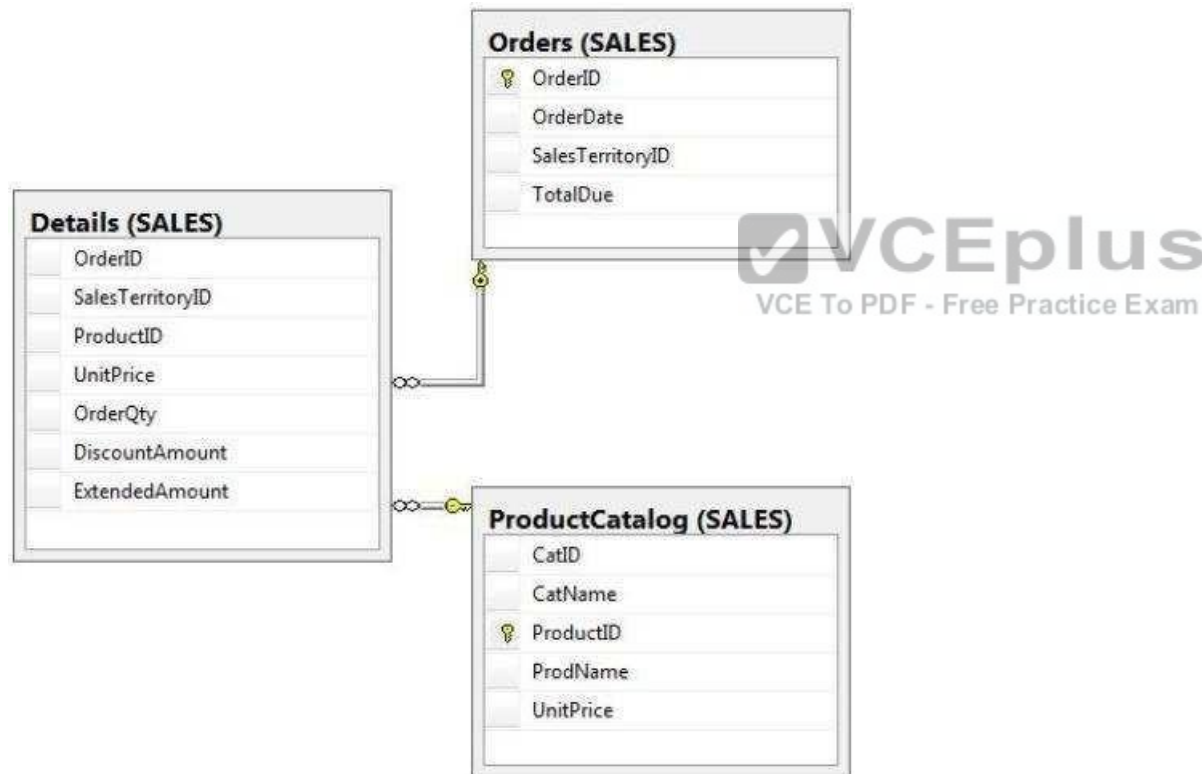 Orders (SALES)
OrderID
OrderDate
SalesTerritoryID
TotalDue
Details (SALES)
OrderID
SalesTerritoryID
ProductID
UnitPrice
OrderQty
DiscountAmount
ExtendedAmount
VCEplus
VCE To PDF - Free Practice Exam
ProductCatalog (SALES)
CatID
CatName
ProductID
ProdName
UnitPrice